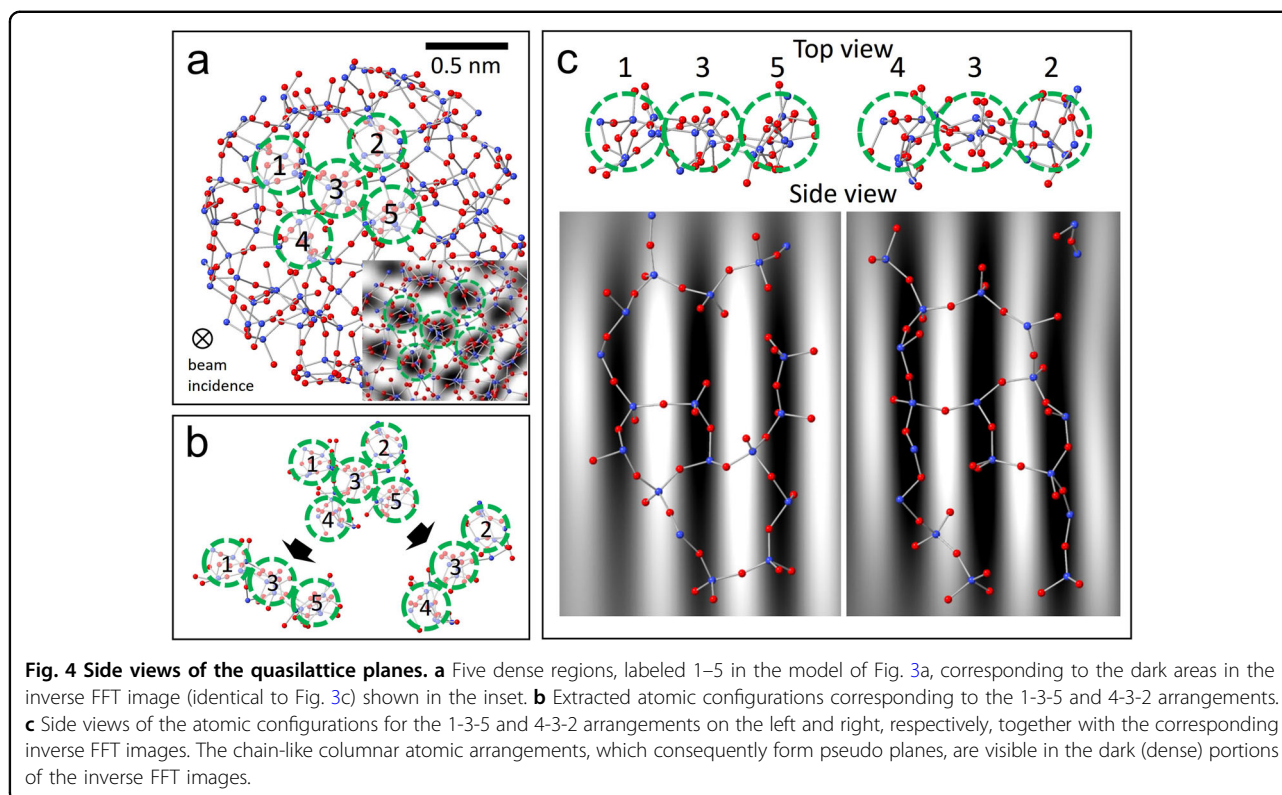 a
0.5 nm
1
2
3
5
4
beam
incidence
b
1
2
3
4
5
1
3
5
2
3
4
c
Top view
1 3 5 4 3 2
Side view
Fig. 4 Side views of the quasilattice planes. a Five dense regions, labeled 1–5 in the model of Fig. 3a, corresponding to the dark areas in the
inverse FFT image (identical to Fig. 3c) shown in the inset. b Extracted atomic configurations corresponding to the 1-3-5 and 4-3-2 arrangements.
c Side views of the atomic configurations for the 1-3-5 and 4-3-2 arrangements on the left and right, respectively, together with the corresponding
inverse FFT images. The chain-like columnar atomic arrangements, which consequently form pseudo planes, are visible in the dark (dense) portions
of the inverse FFT images.